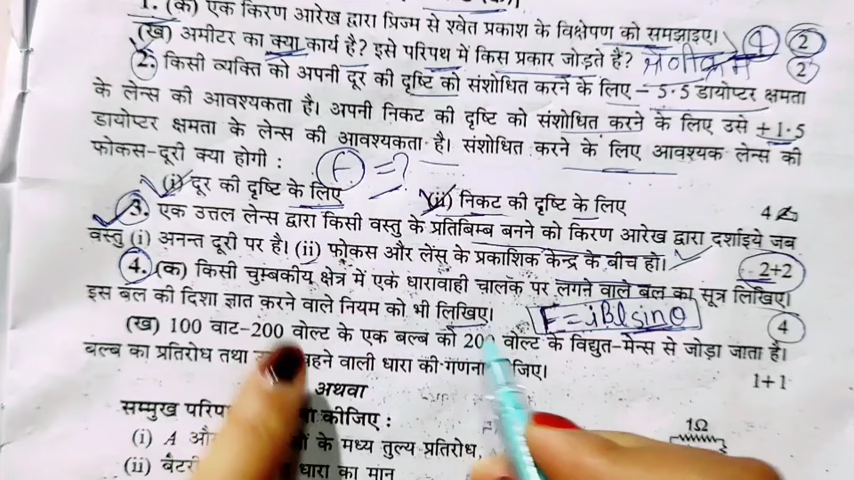 1. (क) एक किरण आरेख द्वारा प्रिज्म से श्वेत प्रकाश के विक्षेपण को समझाइए। 2
(ख) अमीटर का क्या कार्य है? इसे परिपथ में किस प्रकार जोड़ते हैं? 2
2. किसी व्यक्ति को अपनी दूर की दृष्टि को संशोधित करने के लिए – 5·5 डायोप्टर क्षमता
के लेन्स की आवश्यकता है। अपनी निकट की दृष्टि को संशोधित करने के लिए उसे + 1·5
डायोप्टर क्षमता के लेन्स की आवश्यकता है। संशोधित करने के लिए आवश्यक लेन्स की
फोकस-दूरी क्या होगी : f = ?
(i) दूर की दृष्टि के लिए (ii) निकट की दृष्टि के लिए 4
3. एक उत्तल लेन्स द्वारा किसी वस्तु के प्रतिबिम्ब बनने को किरण आरेख द्वारा दर्शाइये जब
वस्तु (i) अनन्त दूरी पर है। (ii) फोकस और लेंस के प्रकाशिक केन्द्र के बीच हो। 2+2
4. (क) किसी चुम्बकीय क्षेत्र में एक धारावाही चालक पर लगने वाले बल का सूत्र लिखिए।
इस बल की दिशा ज्ञात करने वाले नियम को भी लिखिए। F = iBl sinθ 4
(ख) 100 वाट-200 वोल्ट के एक बल्ब को 200 वोल्ट के विद्युत-मेन्स से जोड़ा जाता है।
बल्ब का प्रतिरोध तथा बहने वाली धारा की गणना कीजिए। 1+1
अथवा
सम्मुख कीजिए :
(i) A के मध्य तुल्य प्रतिरोध, 1Ω
(ii) धारा का मान